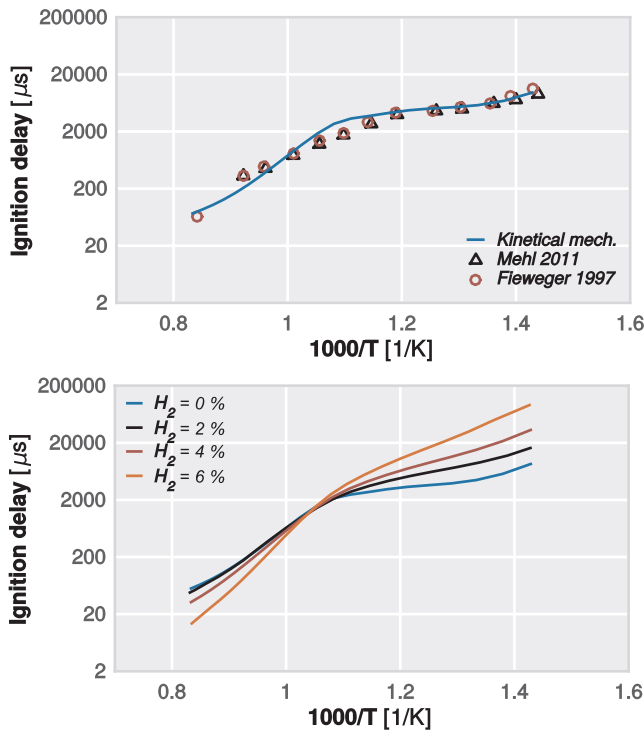 Ignition delay [μs]
200000
20000
2000
200
20
2
0.8
1
1.2
1.4
1.6
1000/T [1/K]
Kinetical mech.
Mehl 2011
Fieweger 1997
Ignition delay [μs]
200000
20000
2000
200
20
2
0.8
1
1.2
1.4
1.6
1000/T [1/K]
H2 = 0 %
H2 = 2 %
H2 = 4 %
H2 = 6 %